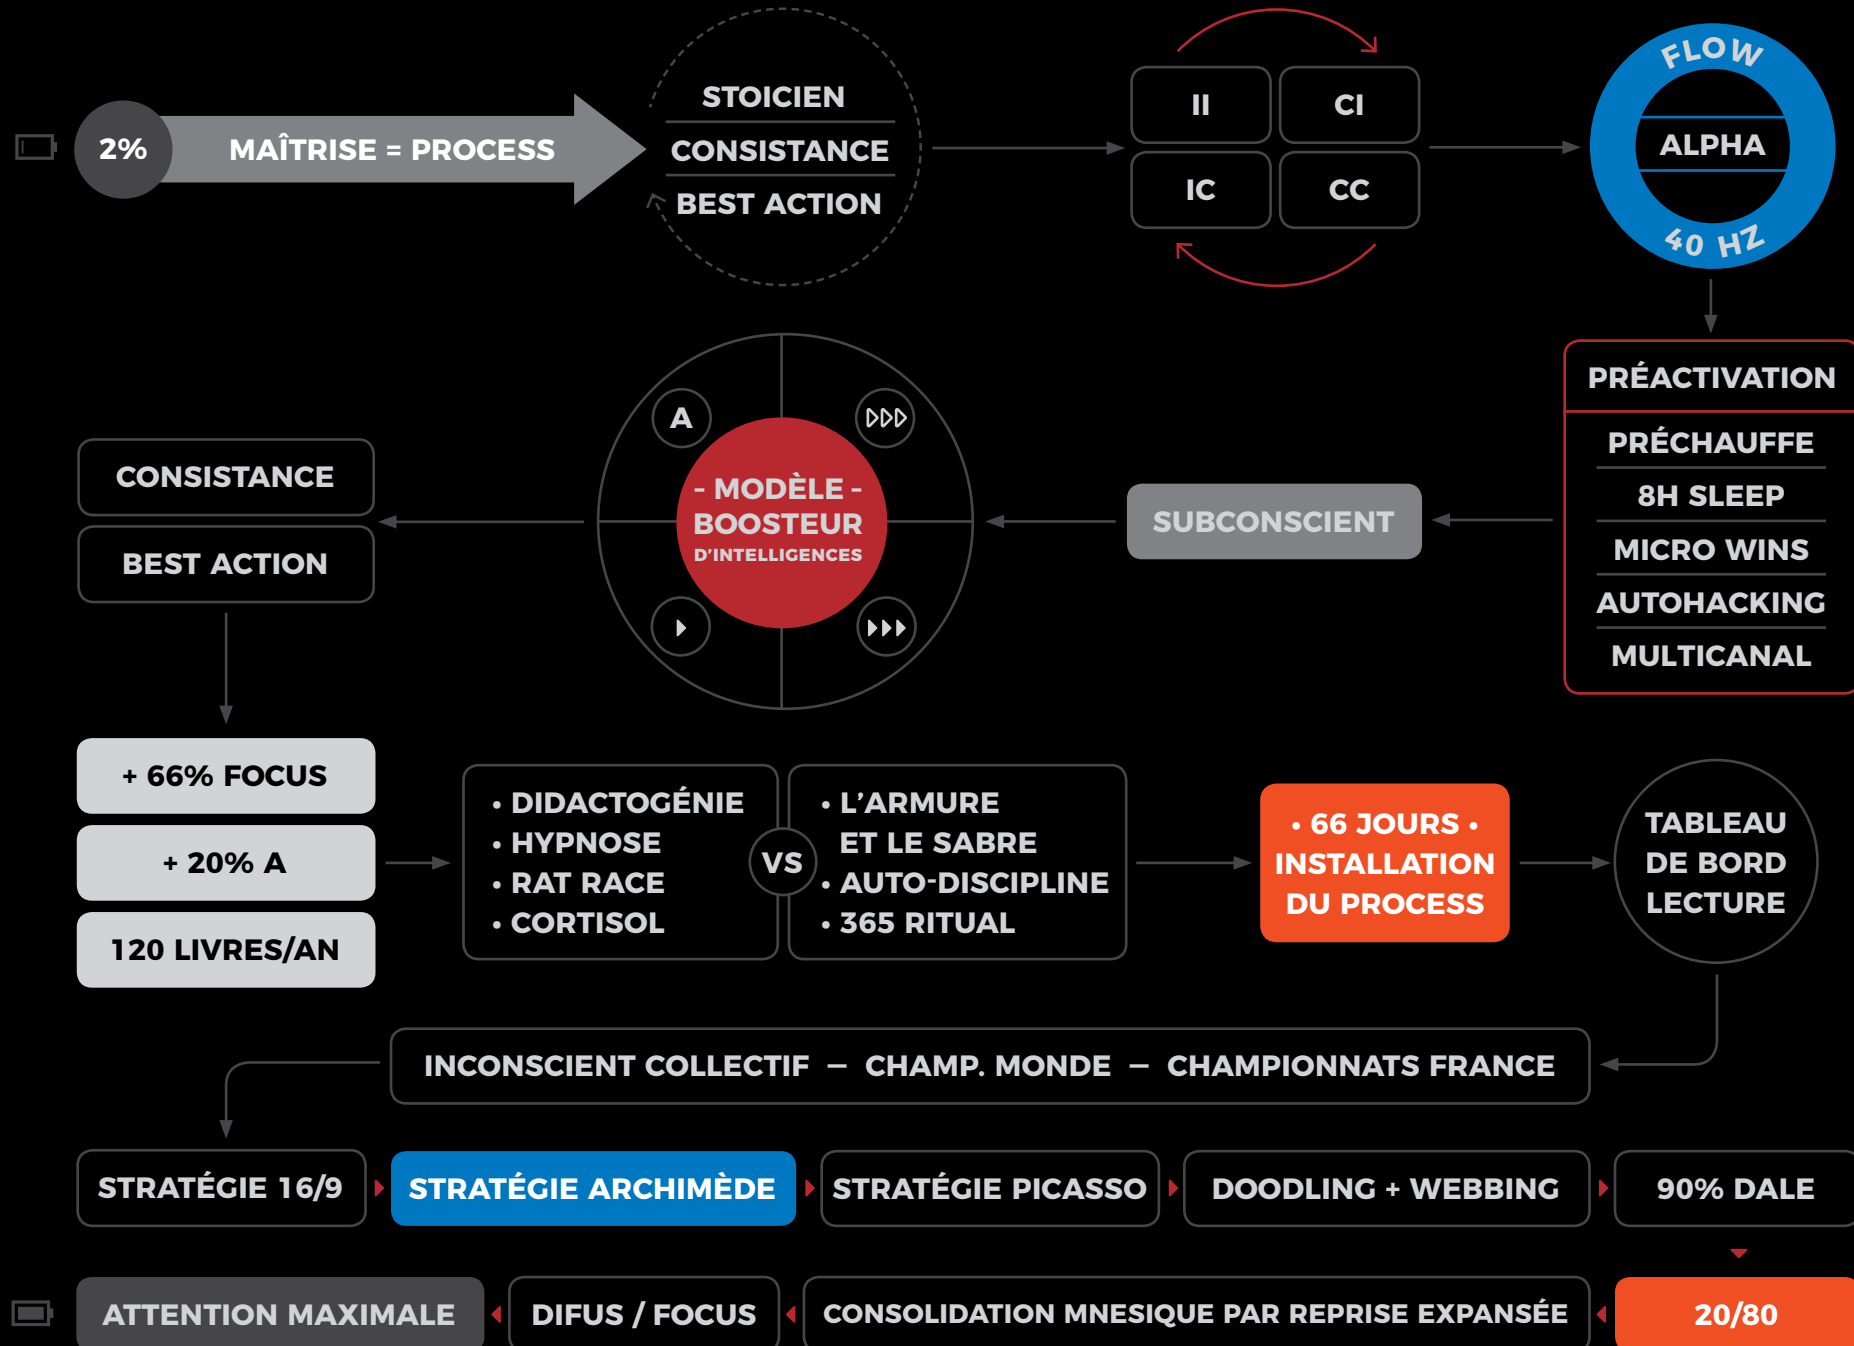 2%
MAÎTRISE = PROCESS
STOICIEN
CONSISTANCE
BEST ACTION
II
CI
IC
CC
FLOW
ALPHA
40 HZ
PRÉACTIVATION
PRÉCHAUFFE
8H SLEEP
MICRO WINS
AUTOHACKING
MULTICANAL
SUBCONSCIENT
A
- MODÈLE -
BOOSTEUR
D'INTELLIGENCES
CONSISTANCE
BEST ACTION
+ 66% FOCUS
+ 20% A
120 LIVRES/AN
• DIDACTOGÉNIE
• HYPNOSE
• RAT RACE
• CORTISOL
VS
• L'ARMURE
ET LE SABRE
• AUTO-DISCIPLINE
• 365 RITUAL
• 66 JOURS •
INSTALLATION
DU PROCESS
TABLEAU
DE BORD
LECTURE
INCONSCIENT COLLECTIF – CHAMP. MONDE – CHAMPIONNATS FRANCE
STRATÉGIE 16/9
STRATÉGIE ARCHIMÈDE
STRATÉGIE PICASSO
DOODLING + WEBBING
90% DALE
20/80
CONSOLIDATION MNESIQUE PAR REPRISE EXPANSÉE
DIFUS / FOCUS
ATTENTION MAXIMALE